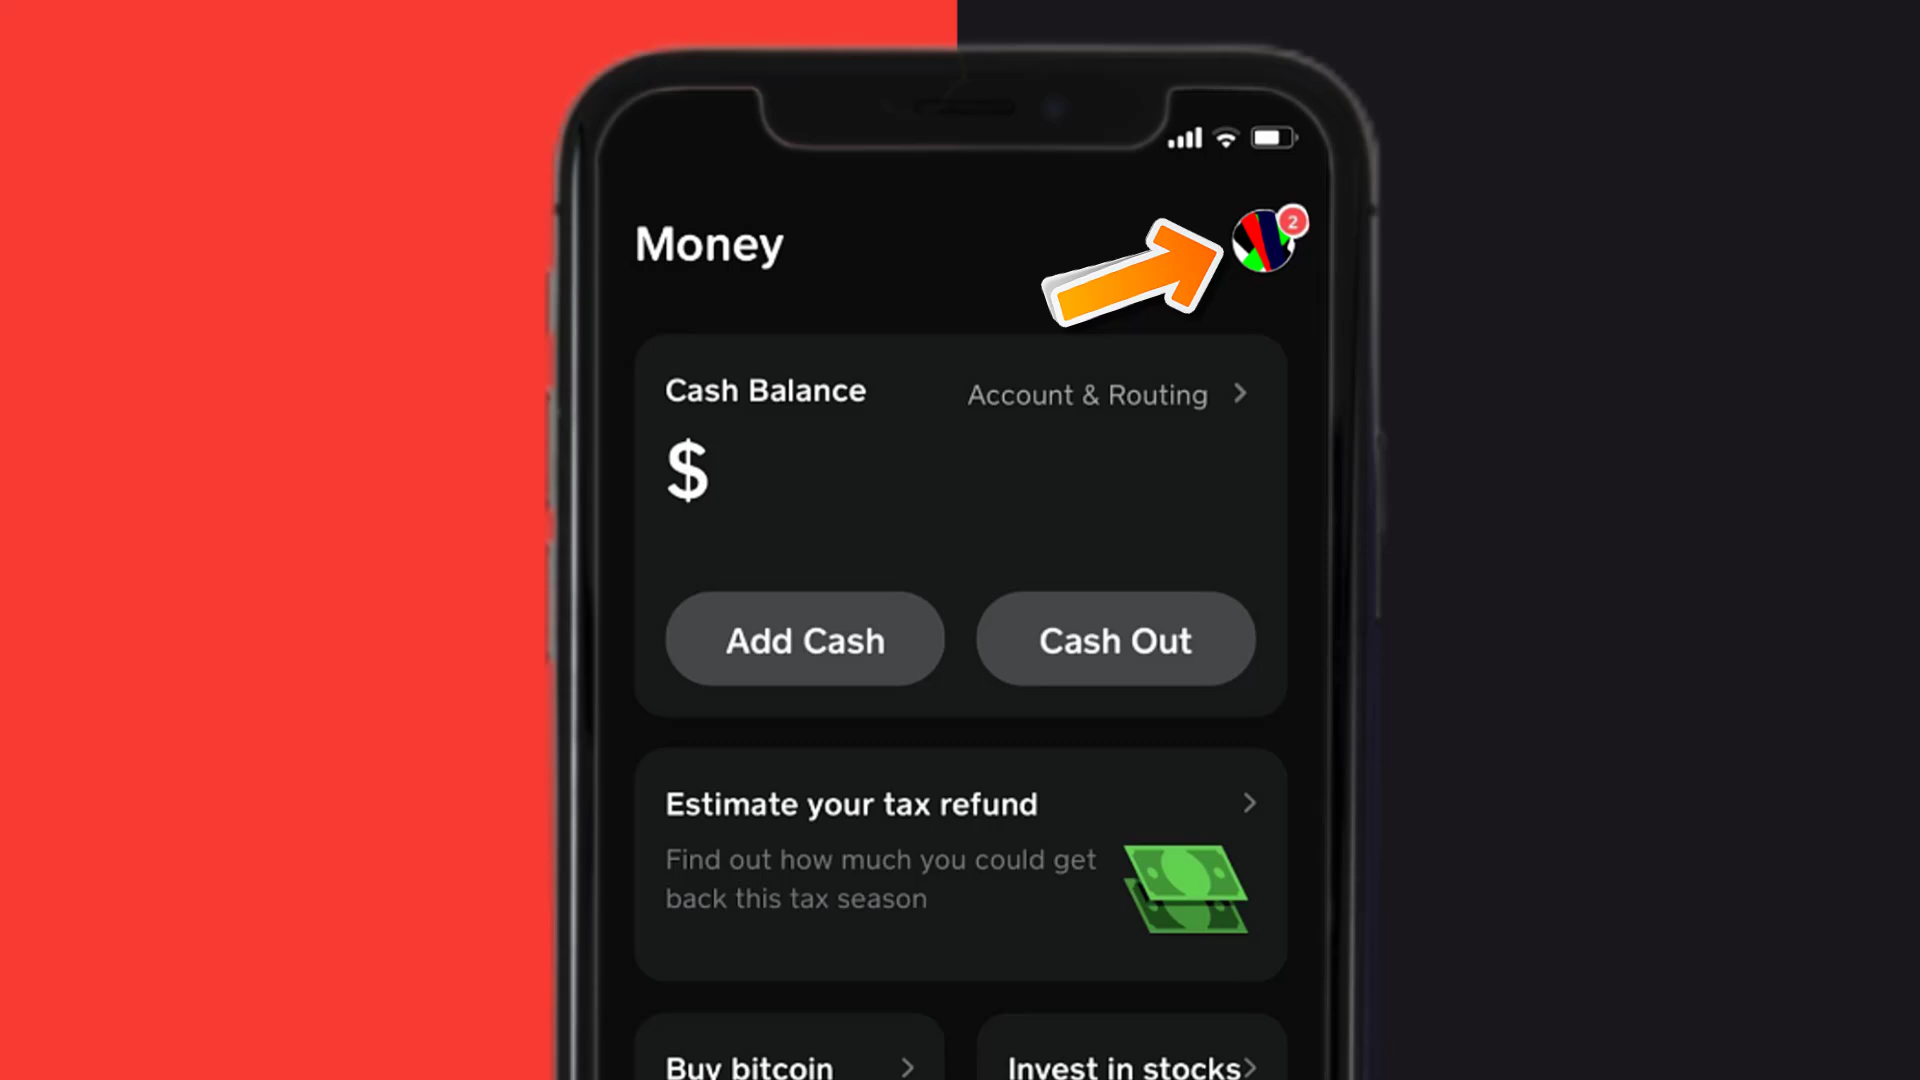 Money
2
Cash Balance
Account & Routing
$
Add Cash
Cash Out
Estimate your tax refund
Find out how much you could get
back this tax season
Buy bitcoin
Invest in stocks